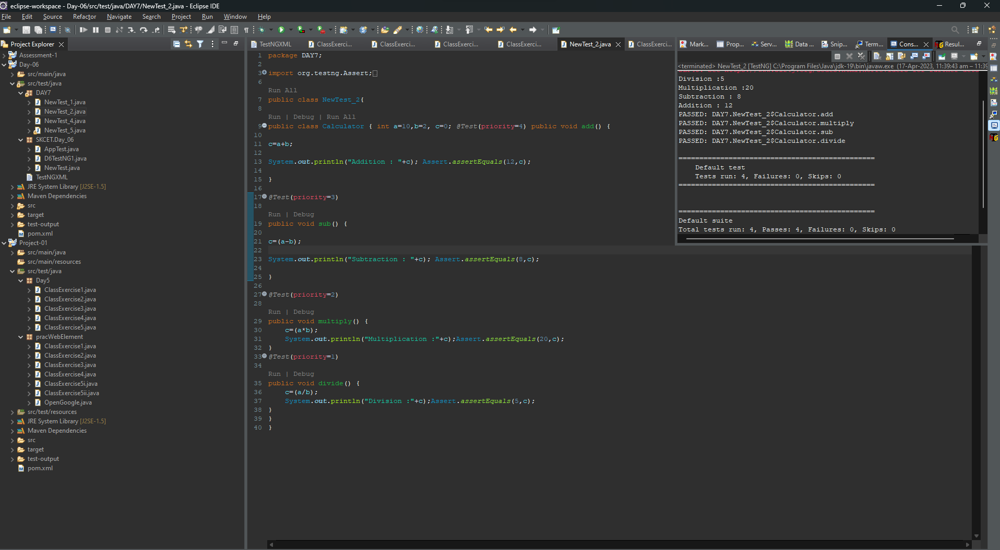 eclipse-workspace - Day-06/src/test/java/DAY7/NewTest_2.java - Eclipse IDE
File Edit Source Refactor Navigate Search Project Run Window Help
Project Explorer
Assessment-1
Day-06
src/main/java
src/test/java
DAY7
NewTest_1.java
NewTest_2.java
NewTest_4.java
NewTest_5.java
SKCET.Day_06
AppTest.java
D6TestNG1.java
NewTest.java
TestNGXML
JRE System Library [J2SE-1.5]
Maven Dependencies
src
target
test-output
pom.xml
Project-01
src/main/java
src/main/resources
src/test/java
Day5
ClassExercise1.java
ClassExercise2.java
ClassExercise3.java
ClassExercise4.java
ClassExercise5.java
pracWebElement
ClassExercise1.java
ClassExercise2.java
ClassExercise3.java
ClassExercise4.java
ClassExercise5i.java
ClassExercise5ii.java
OpenGoogle.java
src/test/resources
JRE System Library [J2SE-1.5]
Maven Dependencies
src
target
test-output
pom.xml
TestNGXML ClassExerci... ClassExerci... ClassExerci... ClassExerci... NewTest_2.java ClassExerci...
1 package DAY7;
2
3 import org.testng.Assert;
6
Run All
7 public class NewTest_2{
8
Run | Debug | Run All
9 public class Calculator { int a=10,b=2, c=0; @Test(priority=4) public void add() {
10
11 c=a+b;
12
13 System.out.println("Addition : "+c); Assert.assertEquals(12,c);
14
15 }
16
17 @Test(priority=3)
18
Run | Debug
19 public void sub() {
20
21 c=(a-b);
22
23 System.out.println("Subtraction : "+c); Assert.assertEquals(8,c);
24
25 }
26
27 @Test(priority=2)
28
Run | Debug
29 public void multiply() {
30 c=(a*b);
31 System.out.println("Multiplication :"+c);Assert.assertEquals(20,c);
32 }
33 @Test(priority=1)
34
Run | Debug
35 public void divide() {
36 c=(a/b);
37 System.out.println("Division :"+c);Assert.assertEquals(5,c);
38 }
39 }
40 }
Mark... Prop... Serv... Data ... Snip... Term... Cons... Resul...
<terminated> NewTest_2 [TestNG] C:\Program Files\Java\jdk-19\bin\javaw.exe (17-Apr-2023, 11:39:43 am – 11:39
Division :5
Multiplication :20
Subtraction : 8
Addition : 12
PASSED: DAY7.NewTest_2$Calculator.add
PASSED: DAY7.NewTest_2$Calculator.multiply
PASSED: DAY7.NewTest_2$Calculator.sub
PASSED: DAY7.NewTest_2$Calculator.divide
===============================================
Default test
Tests run: 4, Failures: 0, Skips: 0
===============================================
===============================================
Default suite
Total tests run: 4, Passes: 4, Failures: 0, Skips: 0